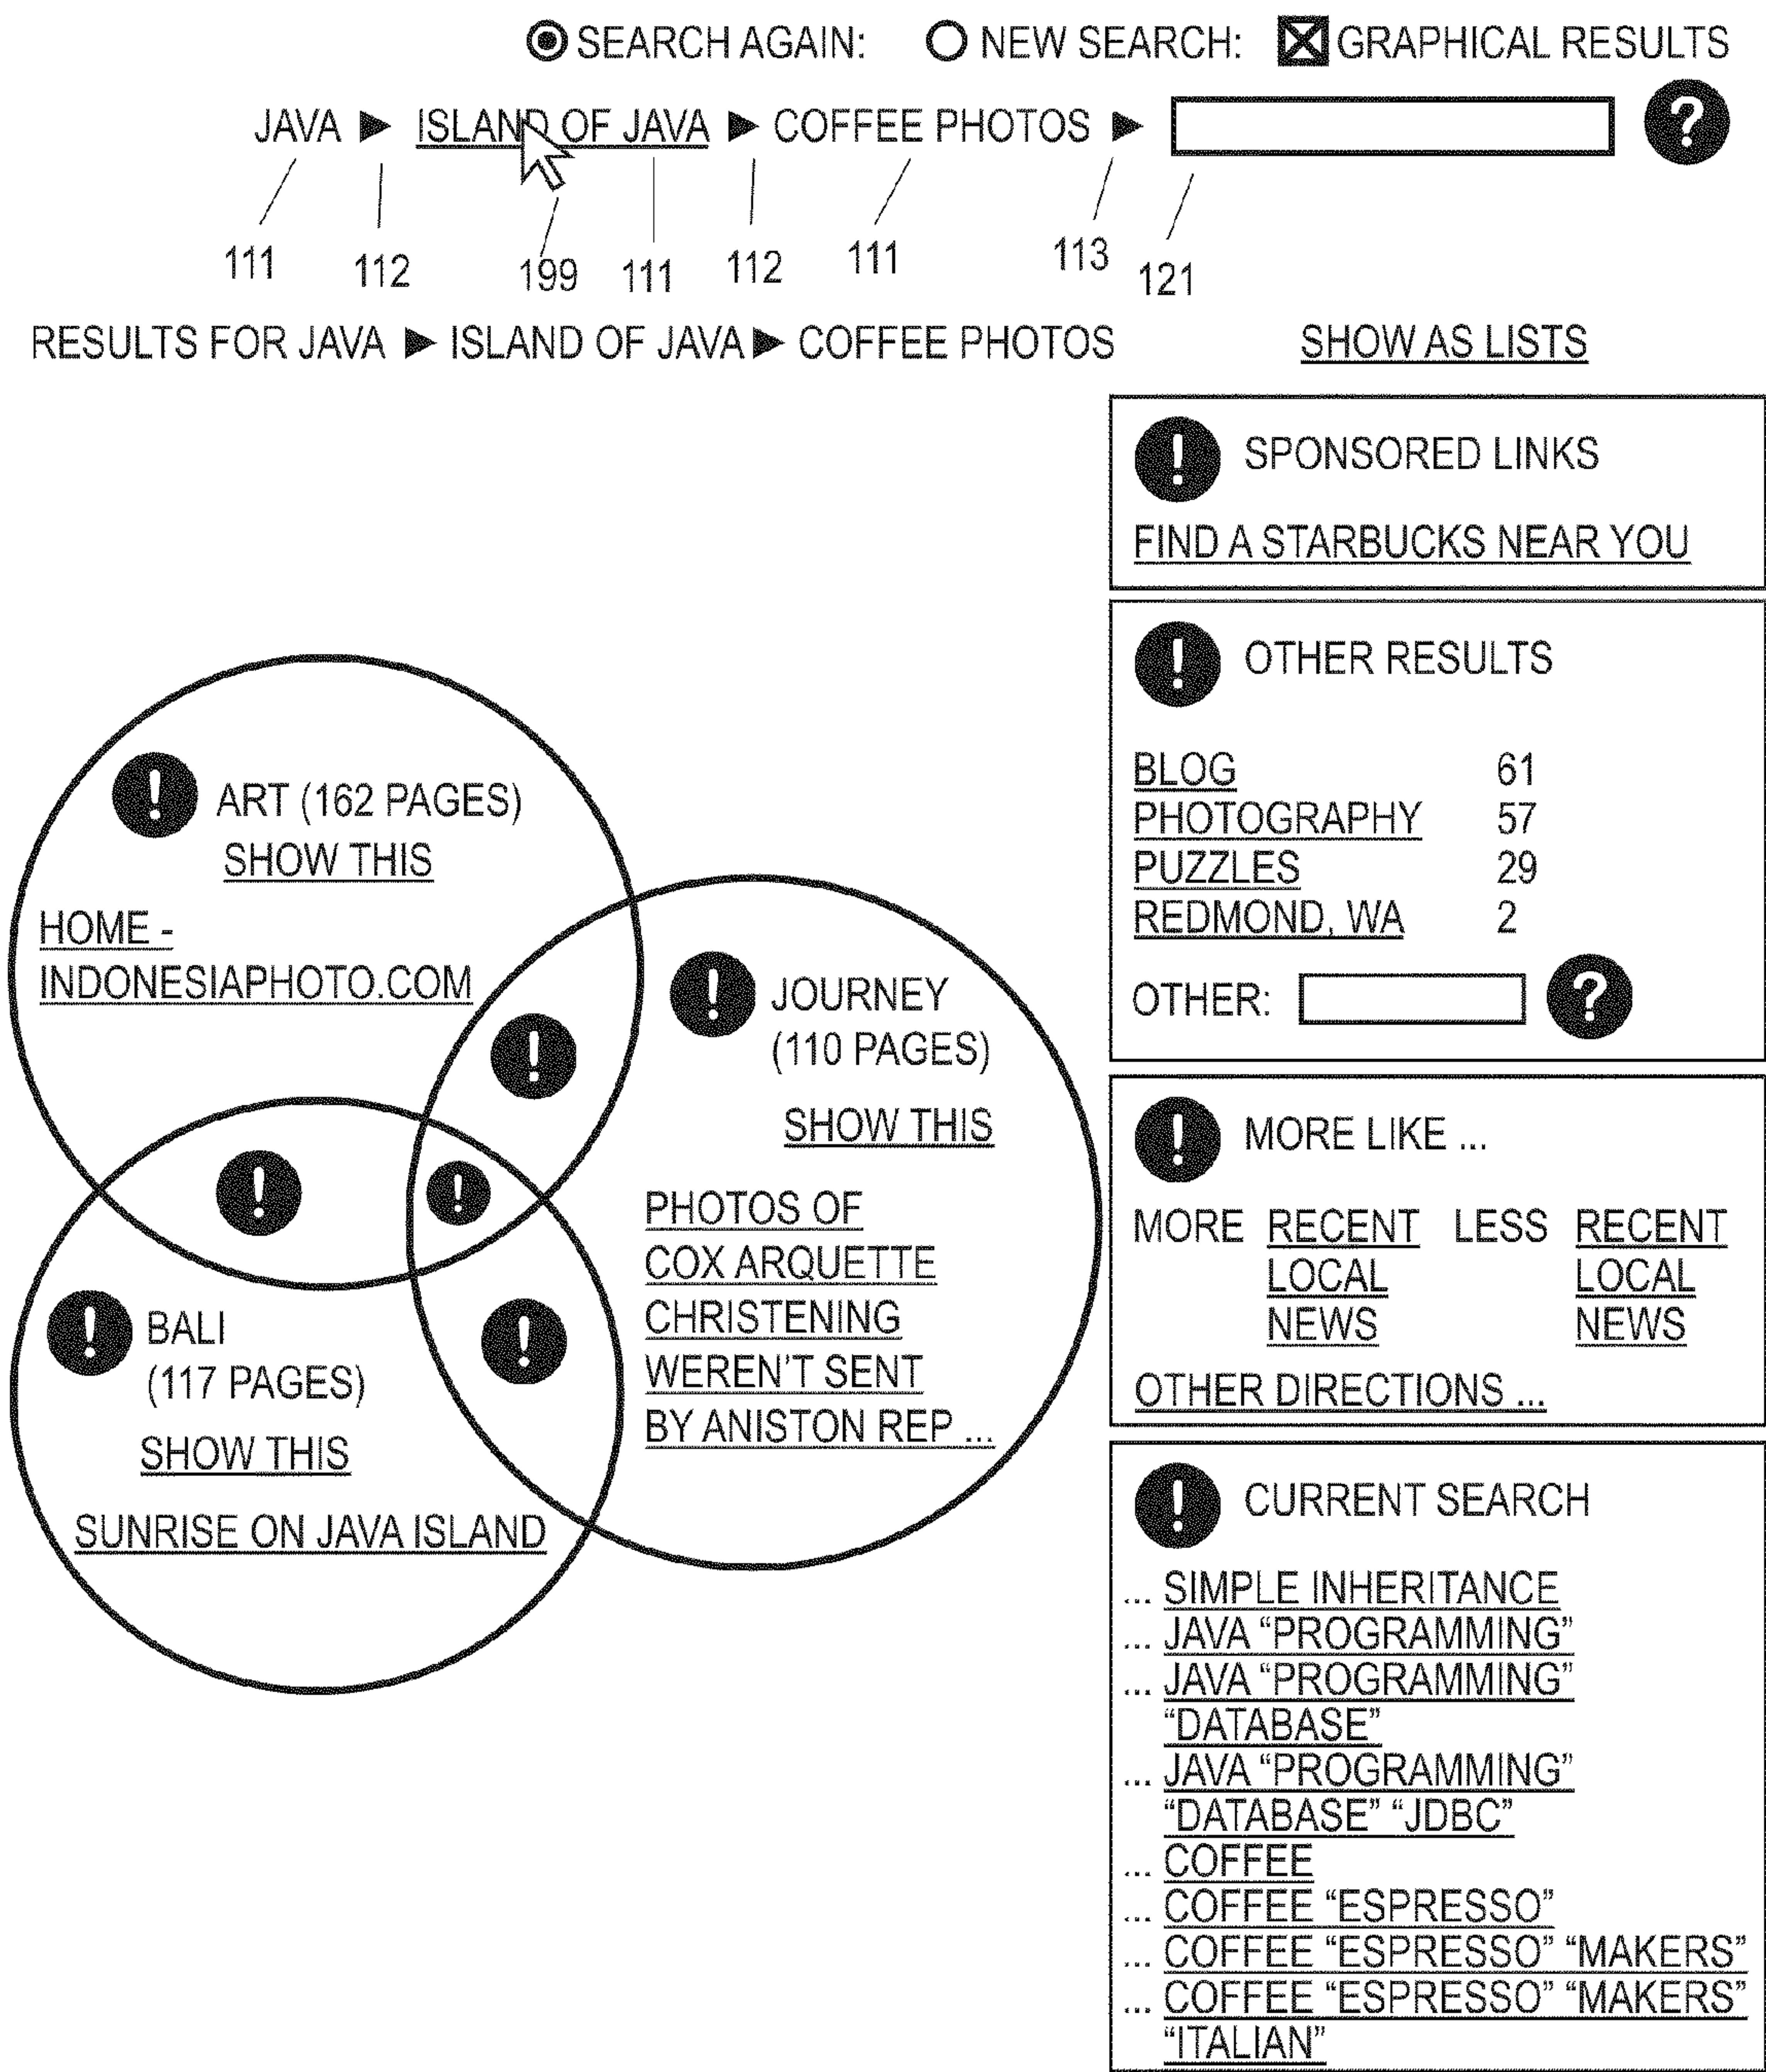 SEARCH AGAIN: NEW SEARCH: GRAPHICAL RESULTS
JAVA ▶ ISLAND OF JAVA ▶ COFFEE PHOTOS ▶ ?
111 112 199 111 112 111 113 121
RESULTS FOR JAVA ▶ ISLAND OF JAVA ▶ COFFEE PHOTOS
SHOW AS LISTS
! ART (162 PAGES)
SHOW THIS
HOME -
INDONESIAPHOTO.COM
!
! JOURNEY
(110 PAGES)
SHOW THIS
PHOTOS OF
COX ARQUETTE
CHRISTENING
WEREN'T SENT
BY ANISTON REP ...
!
!
! BALI
(117 PAGES)
SHOW THIS
SUNRISE ON JAVA ISLAND
!
! SPONSORED LINKS
FIND A STARBUCKS NEAR YOU
! OTHER RESULTS
BLOG 61
PHOTOGRAPHY 57
PUZZLES 29
REDMOND, WA 2
OTHER: ?
! MORE LIKE ...
MORE RECENT LESS RECENT
LOCAL LOCAL
NEWS NEWS
OTHER DIRECTIONS ...
! CURRENT SEARCH
... SIMPLE INHERITANCE
... JAVA “PROGRAMMING”
... JAVA “PROGRAMMING”
“DATABASE”
... JAVA “PROGRAMMING”
“DATABASE” “JDBC”
... COFFEE
... COFFEE “ESPRESSO”
... COFFEE “ESPRESSO” “MAKERS”
... COFFEE “ESPRESSO” “MAKERS”
“ITALIAN”